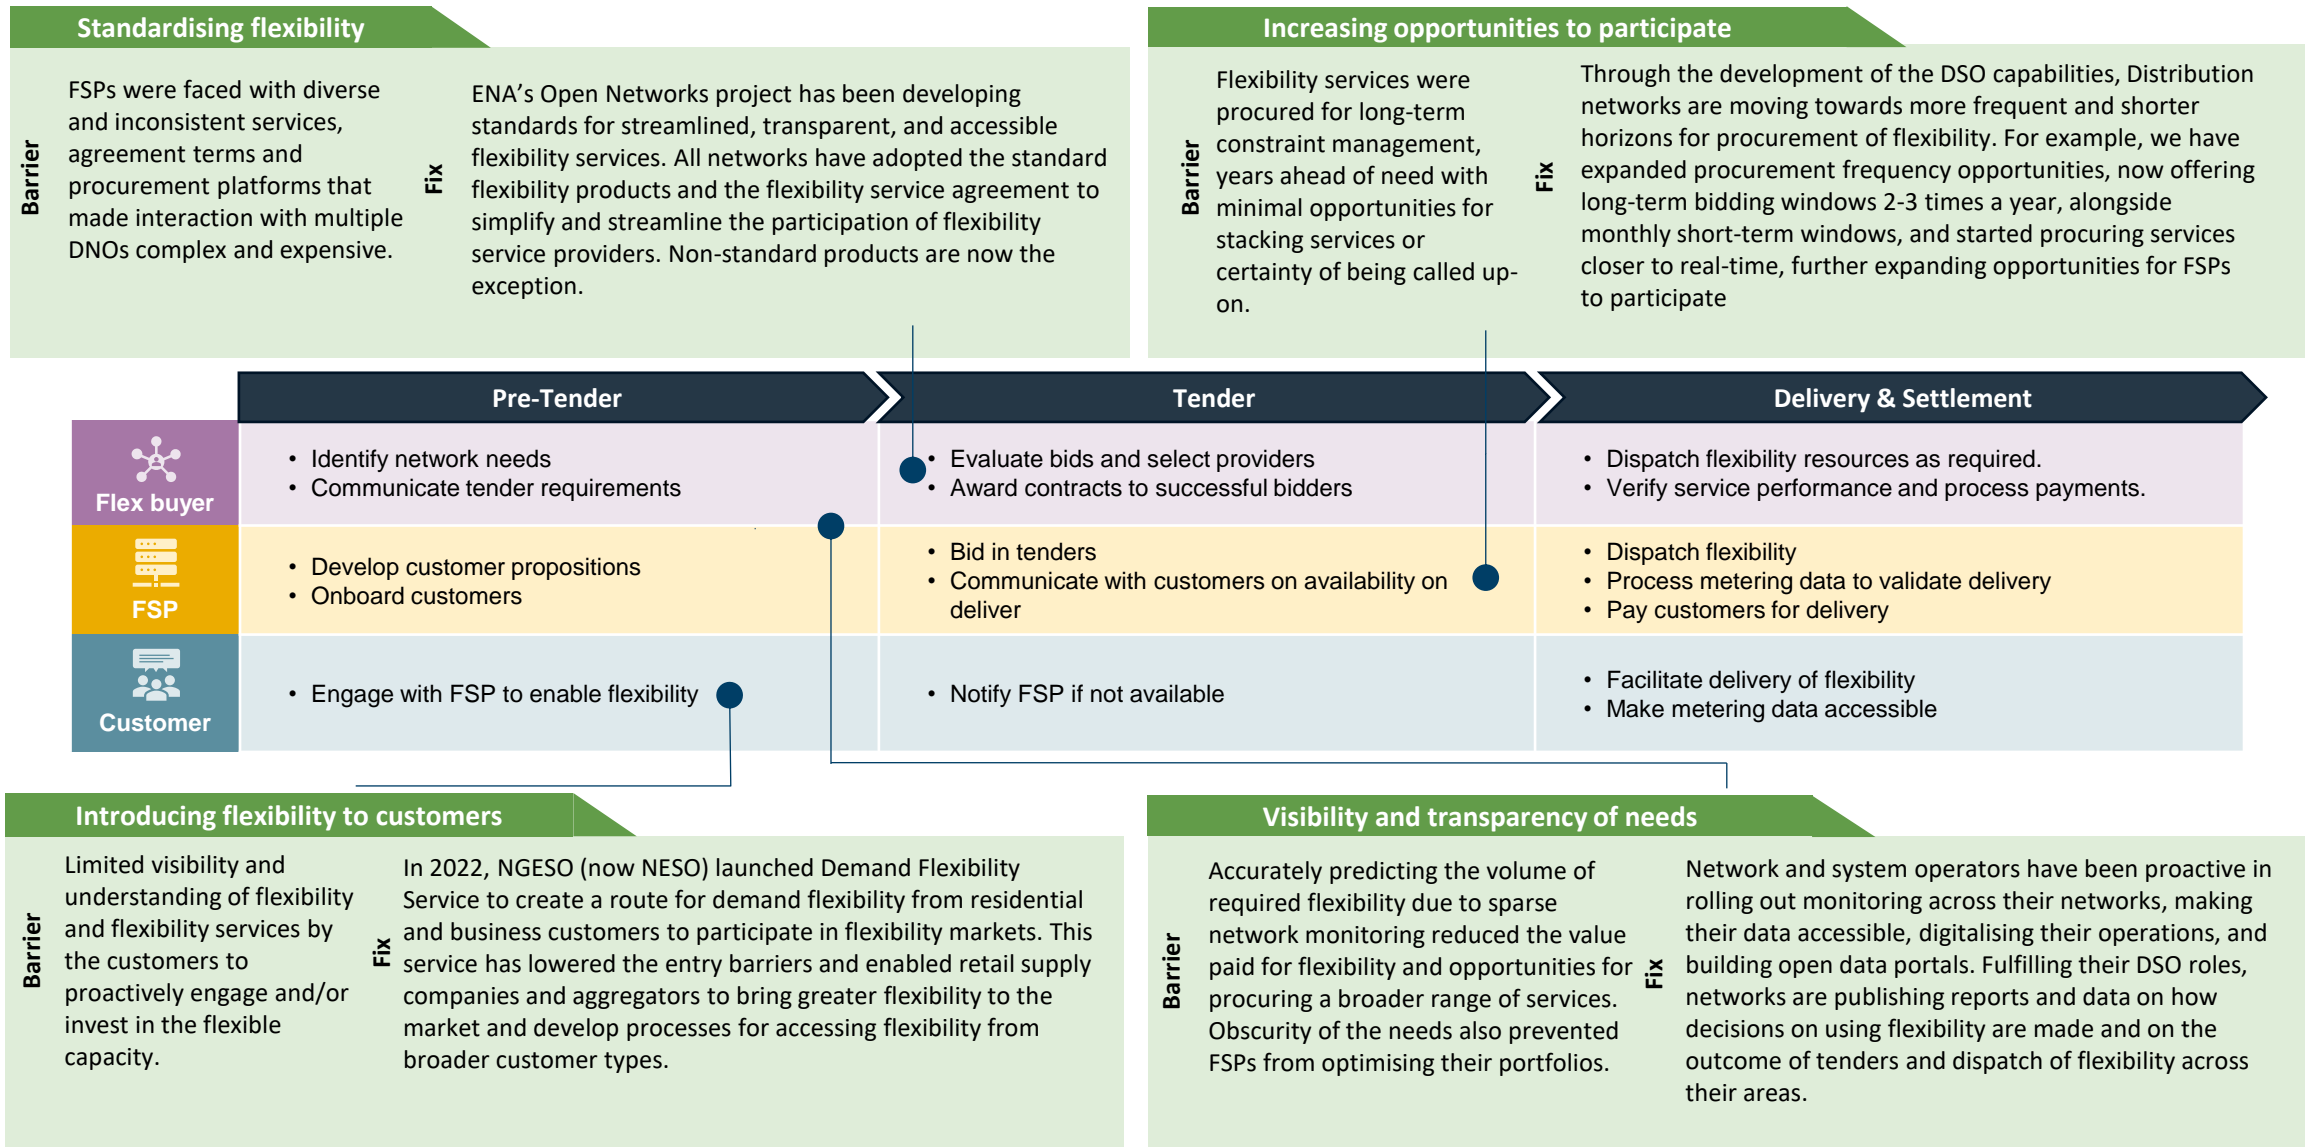 Standardising flexibility
Barrier
FSPs were faced with diverse
and inconsistent services,
agreement terms and
procurement platforms that
made interaction with multiple
DNOs complex and expensive.
Fix
ENA’s Open Networks project has been developing
standards for streamlined, transparent, and accessible
flexibility services. All networks have adopted the standard
flexibility products and the flexibility service agreement to
simplify and streamline the participation of flexibility
service providers. Non-standard products are now the
exception.
Increasing opportunities to participate
Barrier
Flexibility services were
procured for long-term
constraint management,
years ahead of need with
minimal opportunities for
stacking services or
certainty of being called up-
on.
Fix
Through the development of the DSO capabilities, Distribution
networks are moving towards more frequent and shorter
horizons for procurement of flexibility. For example, we have
expanded procurement frequency opportunities, now offering
long-term bidding windows 2-3 times a year, alongside
monthly short-term windows, and started procuring services
closer to real-time, further expanding opportunities for FSPs
to participate
Pre-Tender
Tender
Delivery & Settlement
Flex buyer
• Identify network needs
• Communicate tender requirements
• Evaluate bids and select providers
• Award contracts to successful bidders
• Dispatch flexibility resources as required.
• Verify service performance and process payments.
FSP
• Develop customer propositions
• Onboard customers
• Bid in tenders
• Communicate with customers on availability on
deliver
• Dispatch flexibility
• Process metering data to validate delivery
• Pay customers for delivery
Customer
• Engage with FSP to enable flexibility
• Notify FSP if not available
• Facilitate delivery of flexibility
• Make metering data accessible
Introducing flexibility to customers
Barrier
Limited visibility and
understanding of flexibility
and flexibility services by
the customers to
proactively engage and/or
invest in the flexible
capacity.
Fix
In 2022, NGESO (now NESO) launched Demand Flexibility
Service to create a route for demand flexibility from residential
and business customers to participate in flexibility markets. This
service has lowered the entry barriers and enabled retail supply
companies and aggregators to bring greater flexibility to the
market and develop processes for accessing flexibility from
broader customer types.
Visibility and transparency of needs
Barrier
Accurately predicting the volume of
required flexibility due to sparse
network monitoring reduced the value
paid for flexibility and opportunities for
procuring a broader range of services.
Obscurity of the needs also prevented
FSPs from optimising their portfolios.
Fix
Network and system operators have been proactive in
rolling out monitoring across their networks, making
their data accessible, digitalising their operations, and
building open data portals. Fulfilling their DSO roles,
networks are publishing reports and data on how
decisions on using flexibility are made and on the
outcome of tenders and dispatch of flexibility across
their areas.